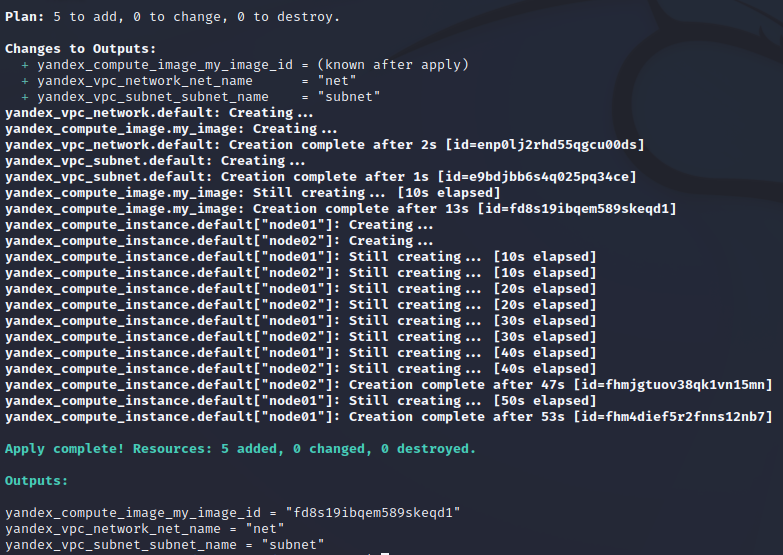 Plan: 5 to add, 0 to change, 0 to destroy.
Changes to Outputs:
+ yandex_compute_image_my_image_id = (known after apply)
+ yandex_vpc_network_net_name      = "net"
+ yandex_vpc_subnet_subnet_name    = "subnet"
yandex_vpc_network.default: Creating...
yandex_compute_image.my_image: Creating...
yandex_vpc_network.default: Creation complete after 2s [id=enp0lj2rhd55qgcu00ds]
yandex_vpc_subnet.default: Creating...
yandex_vpc_subnet.default: Creation complete after 1s [id=e9bdjbb6s4q025pq34ce]
yandex_compute_image.my_image: Still creating... [10s elapsed]
yandex_compute_image.my_image: Creation complete after 13s [id=fd8s19ibqem589skeqd1]
yandex_compute_instance.default["node01"]: Creating...
yandex_compute_instance.default["node02"]: Creating...
yandex_compute_instance.default["node01"]: Still creating... [10s elapsed]
yandex_compute_instance.default["node02"]: Still creating... [10s elapsed]
yandex_compute_instance.default["node01"]: Still creating... [20s elapsed]
yandex_compute_instance.default["node02"]: Still creating... [20s elapsed]
yandex_compute_instance.default["node01"]: Still creating... [30s elapsed]
yandex_compute_instance.default["node02"]: Still creating... [30s elapsed]
yandex_compute_instance.default["node01"]: Still creating... [40s elapsed]
yandex_compute_instance.default["node02"]: Still creating... [40s elapsed]
yandex_compute_instance.default["node02"]: Creation complete after 47s [id=fhmjgtuov38qk1vn15mn]
yandex_compute_instance.default["node01"]: Still creating... [50s elapsed]
yandex_compute_instance.default["node01"]: Creation complete after 53s [id=fhm4dief5r2fnns12nb7]
Apply complete! Resources: 5 added, 0 changed, 0 destroyed.
Outputs:
yandex_compute_image_my_image_id = "fd8s19ibqem589skeqd1"
yandex_vpc_network_net_name = "net"
yandex_vpc_subnet_subnet_name = "subnet"